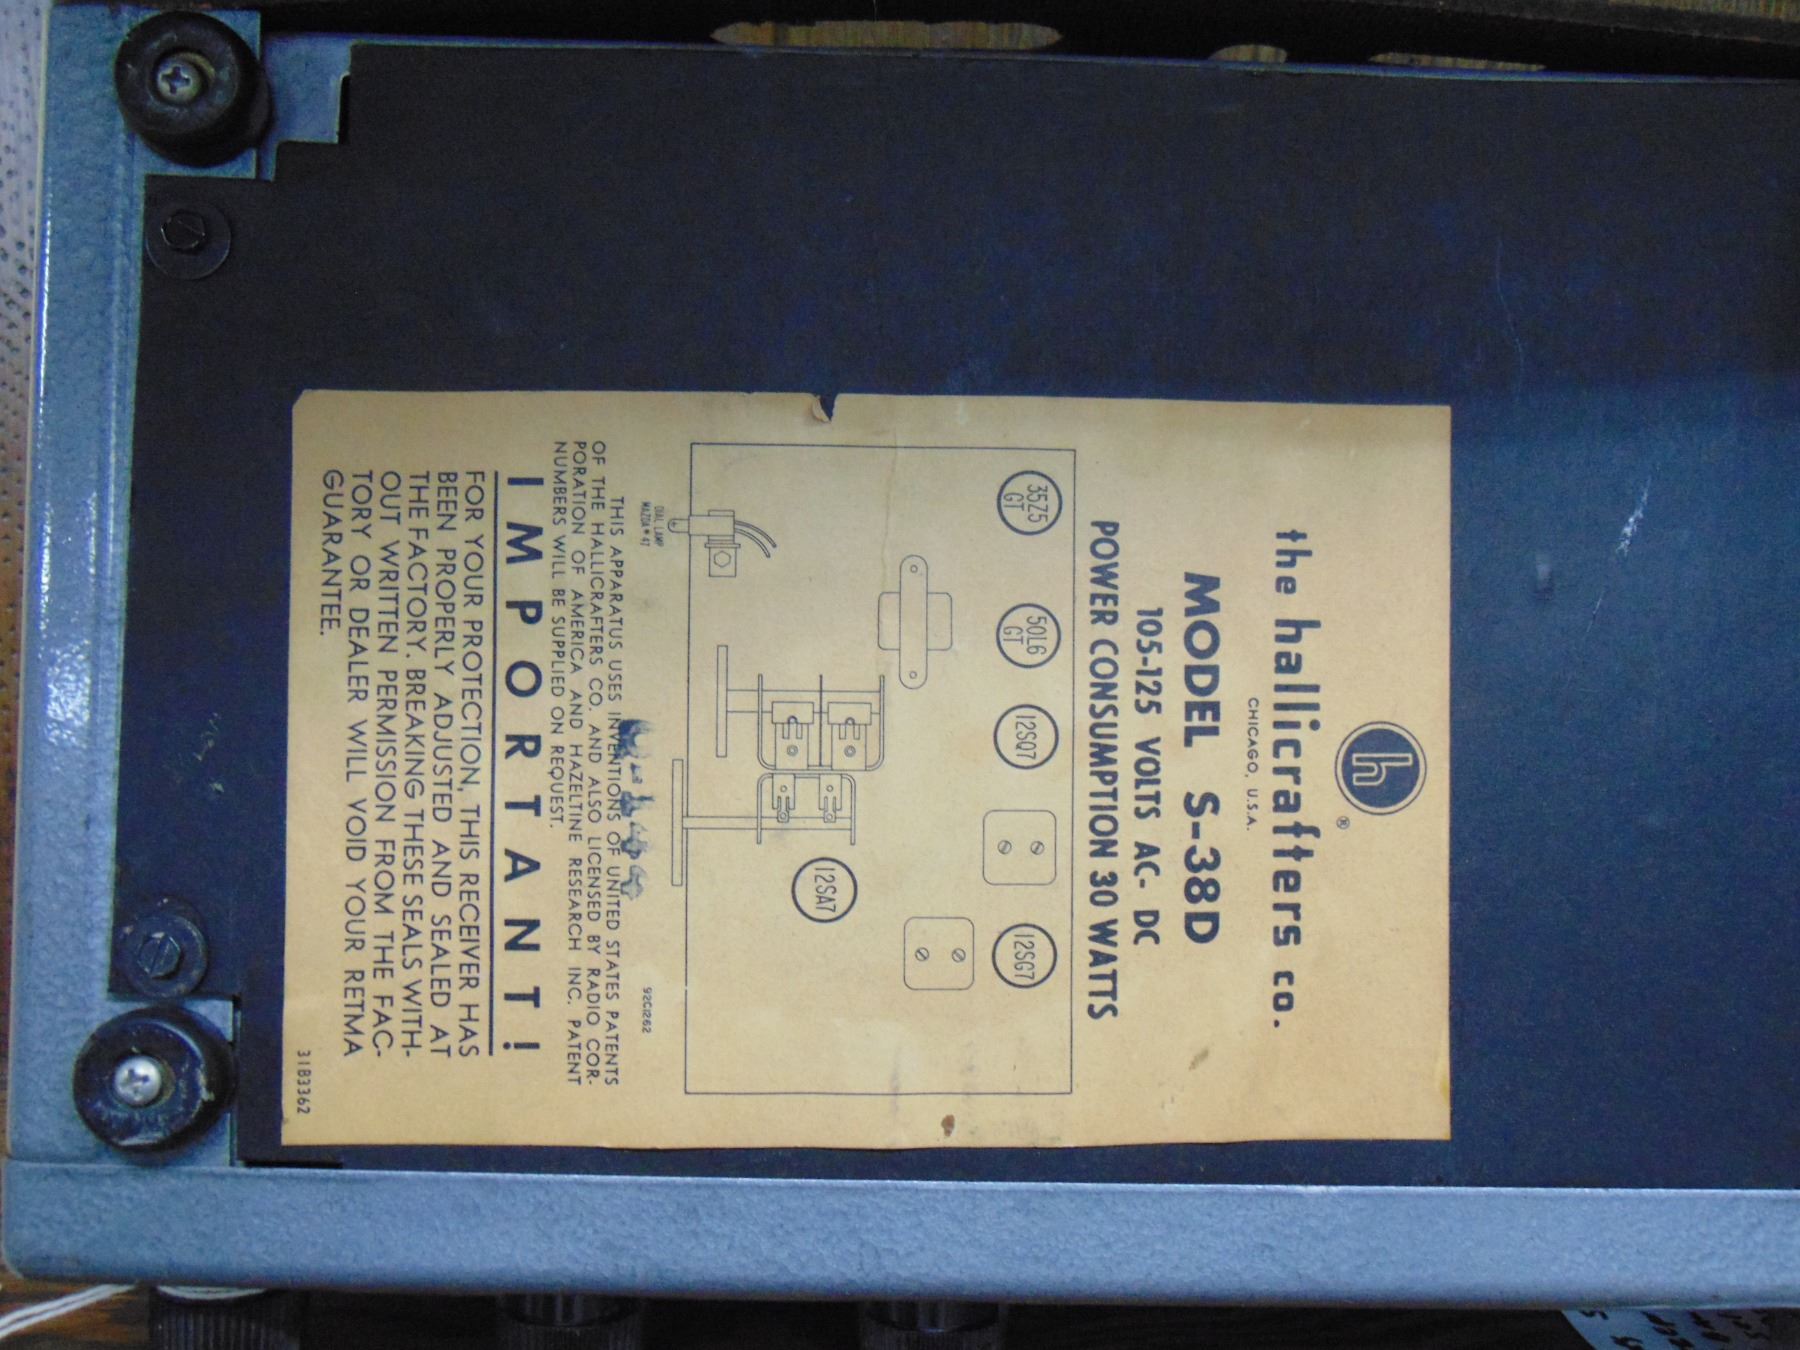 h
®
the hallicrafters co.
CHICAGO, U.S.A.
MODEL S-38D
105-125 VOLTS AC- DC
POWER CONSUMPTION 30 WATTS
35Z5 GT
50L6 GT
12SQ7
12SG7
12SA7
DIAL LAMP
MAZDA #47
92C1262
THIS APPARATUS USES INVENTIONS OF UNITED STATES PATENTS
OF THE HALLICRAFTERS CO. AND ALSO LICENSED BY RADIO COR-
PORATION OF AMERICA AND HAZELTINE RESEARCH INC. PATENT
NUMBERS WILL BE SUPPLIED ON REQUEST.
IMPORTANT!
FOR YOUR PROTECTION, THIS RECEIVER HAS
BEEN PROPERLY ADJUSTED AND SEALED AT
THE FACTORY. BREAKING THESE SEALS WITH-
OUT WRITTEN PERMISSION FROM THE FAC-
TORY OR DEALER WILL VOID YOUR RETMA
GUARANTEE.
31B3362